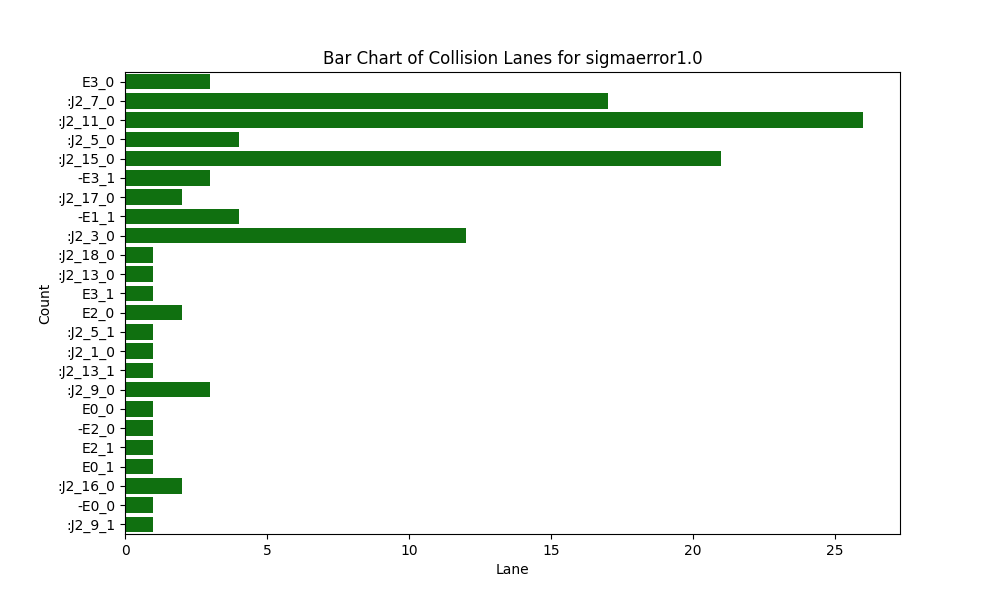 Bar Chart of Collision Lanes for sigmaerror1.0
E3_0
:J2_7_0
:J2_11_0
:J2_5_0
:J2_15_0
-E3_1
:J2_17_0
-E1_1
:J2_3_0
:J2_18_0
:J2_13_0
E3_1
E2_0
:J2_5_1
:J2_1_0
:J2_13_1
:J2_9_0
E0_0
-E2_0
E2_1
E0_1
:J2_16_0
-E0_0
:J2_9_1
Count
0 5 10 15 20 25
Lane